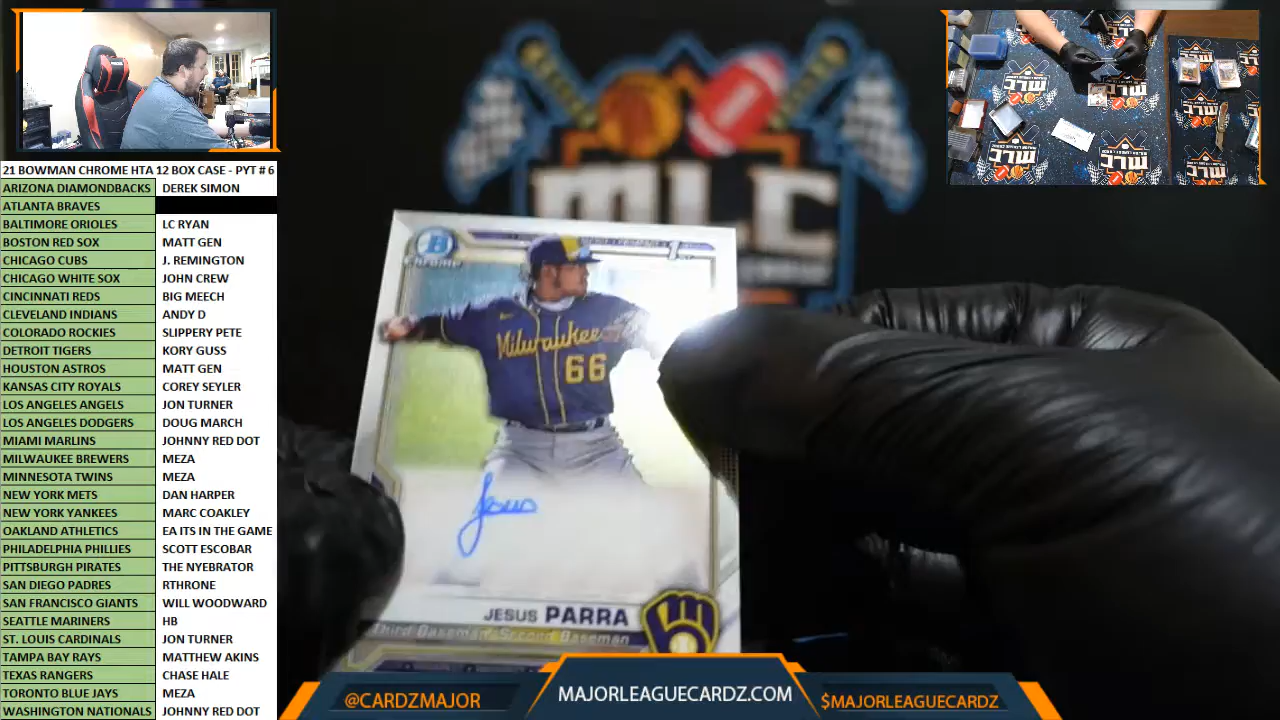 21 BOWMAN CHROME HTA 12 BOX CASE - PYT # 6
ARIZONA DIAMONDBACKS DEREK SIMON
ATLANTA BRAVES
BALTIMORE ORIOLES LC RYAN
BOSTON RED SOX MATT GEN
CHICAGO CUBS J. REMINGTON
CHICAGO WHITE SOX JOHN CREW
CINCINNATI REDS BIG MEECH
CLEVELAND INDIANS ANDY D
COLORADO ROCKIES SLIPPERY PETE
DETROIT TIGERS KORY GUSS
HOUSTON ASTROS MATT GEN
KANSAS CITY ROYALS COREY SEYLER
LOS ANGELES ANGELS JON TURNER
LOS ANGELES DODGERS DOUG MARCH
MIAMI MARLINS JOHNNY RED DOT
MILWAUKEE BREWERS MEZA
MINNESOTA TWINS MEZA
NEW YORK METS DAN HARPER
NEW YORK YANKEES MARC COAKLEY
OAKLAND ATHLETICS EA ITS IN THE GAME
PHILADELPHIA PHILLIES SCOTT ESCOBAR
PITTSBURGH PIRATES THE NYEBRATOR
SAN DIEGO PADRES RTHRONE
SAN FRANCISCO GIANTS WILL WOODWARD
SEATTLE MARINERS HB
ST. LOUIS CARDINALS JON TURNER
TAMPA BAY RAYS MATTHEW AKINS
TEXAS RANGERS CHASE HALE
TORONTO BLUE JAYS MEZA
WASHINGTON NATIONALS JOHNNY RED DOT
MLC
B
Chrome
1st
Milwaukee
66
Jesus
JESUS PARRA
Third Baseman/Second Baseman
@CARDZMAJOR
MAJORLEAGUECARDZ.COM
$MAJORLEAGUECARDZ